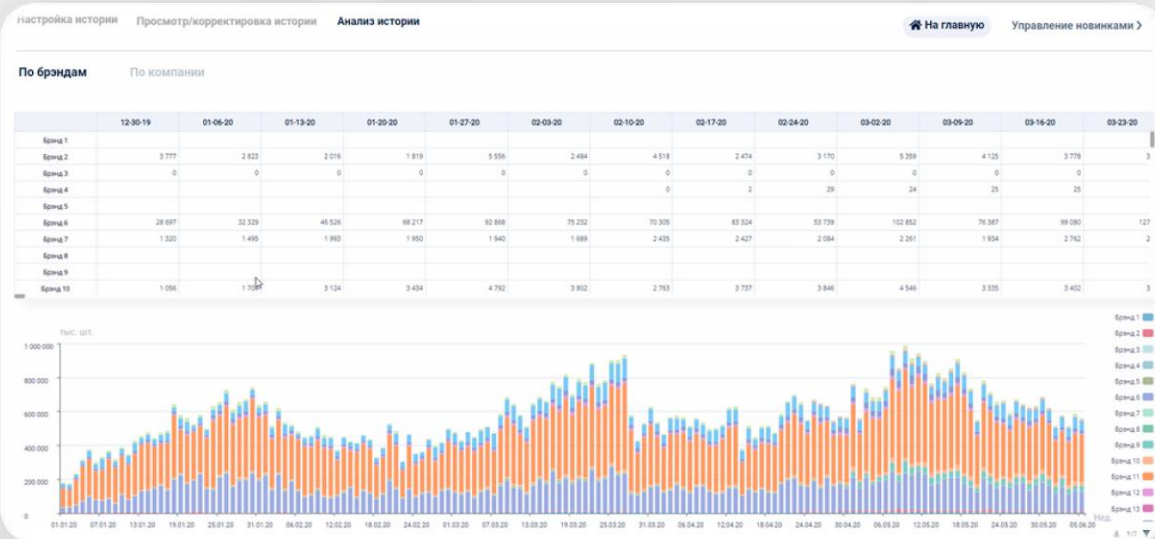 Настройка истории Просмотр/корректировка истории Анализ истории На главную Управление новинками
По брэндам По компании
12-30-19 01-06-20 01-13-20 01-20-20 01-27-20 02-03-20 02-10-20 02-17-20 02-24-20 03-02-20 03-09-20 03-16-20 03-23-20
Брэнд 1
Брэнд 2 3 777 2 823 2 016 1 819 5 556 2 484 4 518 2 474 3 170 5 359 4 125 3 778 3
Брэнд 3 0 0 0 0 0 0 0 0 0 0 0 0
Брэнд 4 0 2 29 24 25 25
Брэнд 5
Брэнд 6 28 697 32 329 46 526 68 217 92 868 75 232 70 305 83 324 53 739 102 852 76 387 99 080 127
Брэнд 7 1 320 1 495 1 993 1 950 1 940 1 689 2 435 2 427 2 084 2 261 1 934 2 762 2
Брэнд 8
Брэнд 9
Брэнд 10 1 056 3 124 3 434 4 792 3 802 2 763 3 737 3 846 4 546 3 335 3 402 3
тыс. шт.
1 000 000
800 000
600 000
400 000
200 000
0
01.01.20 07.01.20 13.01.20 19.01.20 25.01.20 31.01.20 06.02.20 12.02.20 18.02.20 24.02.20 01.03.20 07.03.20 13.03.20 19.03.20 25.03.20 31.03.20 06.04.20 12.04.20 18.04.20 24.04.20 30.04.20 06.05.20 12.05.20 18.05.20 24.05.20 30.05.20 05.06.20
Нед.
Брэнд 1
Брэнд 2
Брэнд 3
Брэнд 4
Брэнд 5
Брэнд 6
Брэнд 7
Брэнд 8
Брэнд 9
Брэнд 10
Брэнд 11
Брэнд 12
Брэнд 13